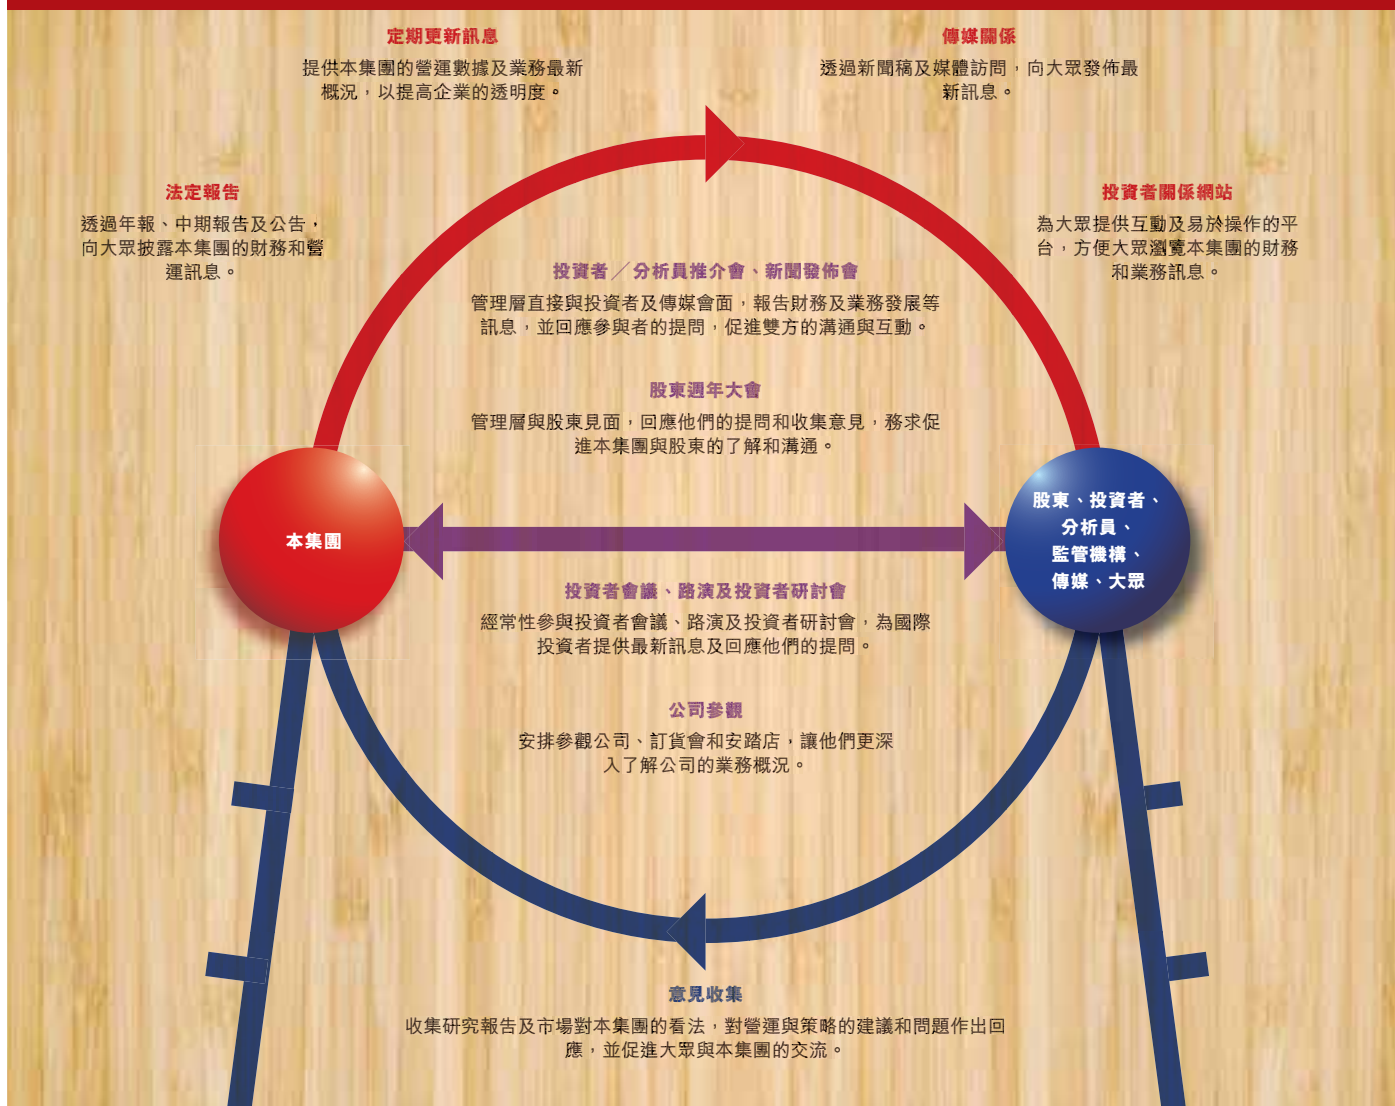 定期更新訊息
提供本集團的營運數據及業務最新
概況，以提高企業的透明度。
傳媒關係
透過新聞稿及媒體訪問，向大眾發佈最
新訊息。
法定報告
透過年報、中期報告及公告，
向大眾披露本集團的財務和營
運訊息。
投資者關係網站
為大眾提供互動及易於操作的平
台，方便大眾瀏覽本集團的財務
和業務訊息。
投資者／分析員推介會、新聞發佈會
管理層直接與投資者及傳媒會面，報告財務及業務發展等
訊息，並回應參與者的提問，促進雙方的溝通與互動。
股東週年大會
管理層與股東見面，回應他們的提問和收集意見，務求促
進本集團與股東的了解和溝通。
本集團
股東、投資者、
分析員、
監管機構、
傳媒、大眾
投資者會議、路演及投資者研討會
經常性參與投資者會議、路演及投資者研討會，為國際
投資者提供最新訊息及回應他們的提問。
公司參觀
安排參觀公司、訂貨會和安踏店，讓他們更深
入了解公司的業務概況。
意見收集
收集研究報告及市場對本集團的看法，對營運與策略的建議和問題作出回
應，並促進大眾與本集團的交流。